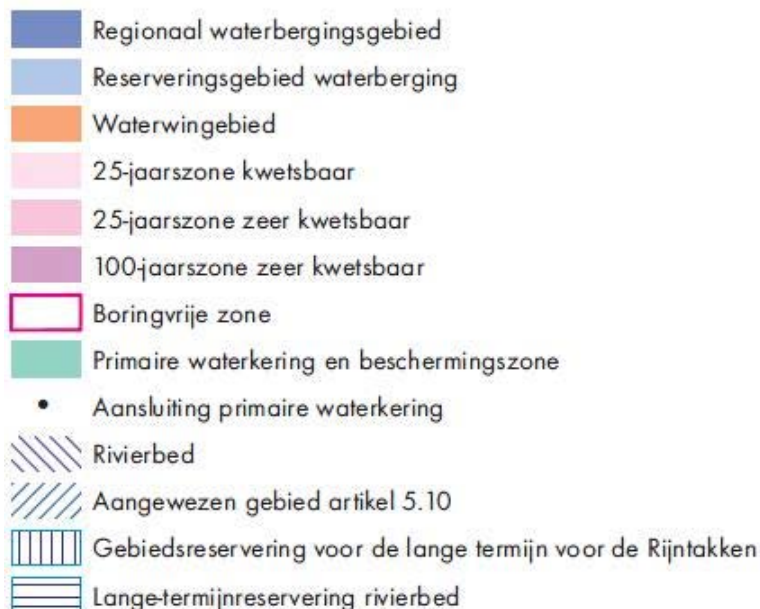 Regionaal waterbergingsgebied
Reserveringsgebied waterberging
Waterwingebied
25-jaarszone kwetsbaar
25-jaarszone zeer kwetsbaar
100-jaarszone zeer kwetsbaar
Boringvrije zone
Primaire waterkering en beschermingszone
Aansluiting primaire waterkering
Rivierbed
Aangewezen gebied artikel 5.10
Gebiedsreservering voor de lange termijn voor de Rijntakken
Lange-termijnreservering rivierbed